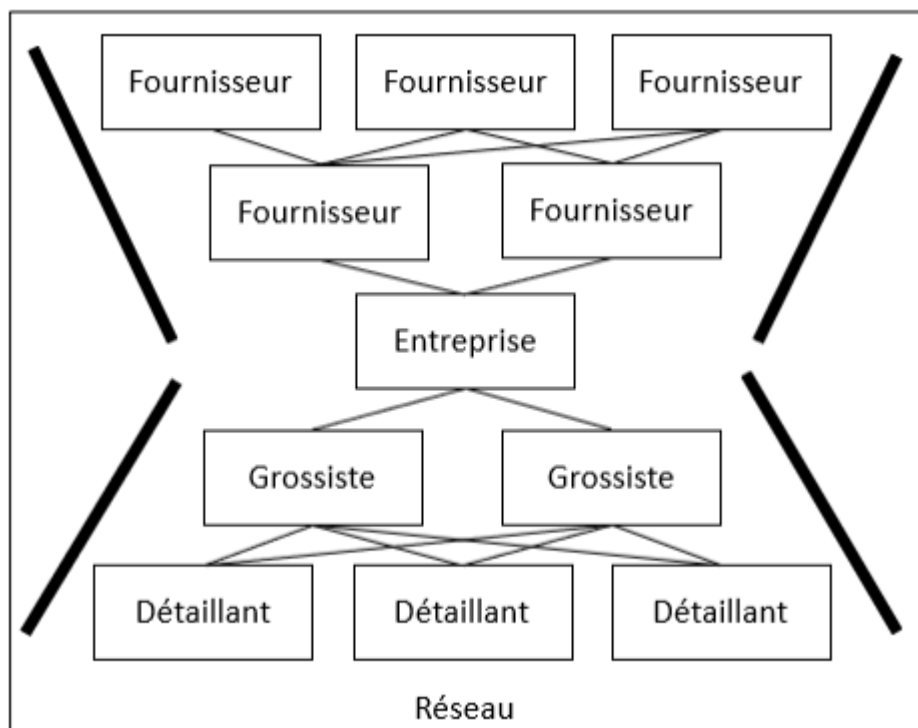 Fournisseur Fournisseur Fournisseur
Fournisseur Fournisseur
Entreprise
Grossiste Grossiste
Détaillant Détaillant Détaillant
Réseau